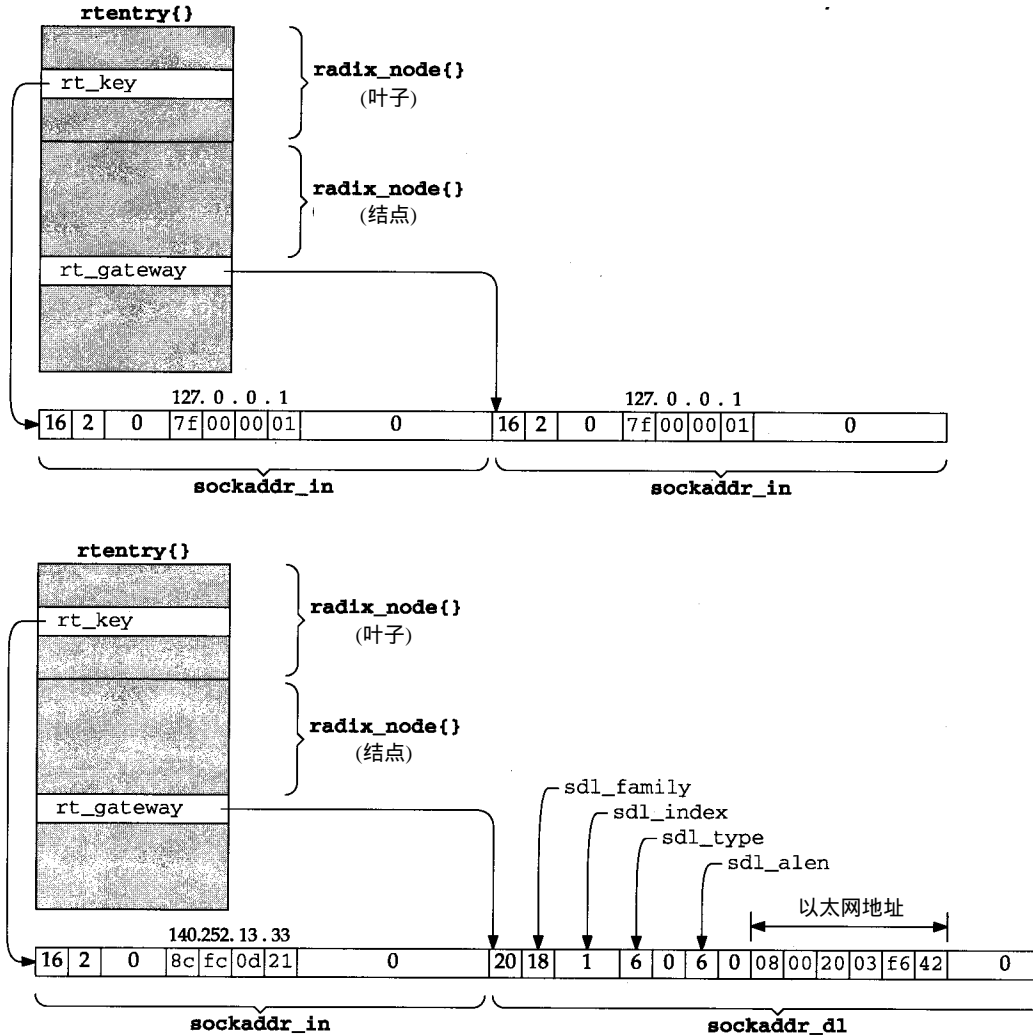 rtentry{}
rt_key
radix_node{}
(叶子)
radix_node{}
(结点)
rt_gateway
127. 0 . 0 . 1
127. 0 . 0 . 1
16 2 0 7f 00 00 01 0 16 2 0 7f 00 00 01 0
sockaddr_in
sockaddr_in
rtentry{}
radix_node{}
rt_key
(叶子)
radix_node{}
(结点)
sdl_family
rt_gateway
sdl_index
sdl_type
sdl_alen
以太网地址
140.252. 13 . 33
16 2 0 8c fc 0d 21 0 20 18 1 6 0 6 0 08 00 20 03 f6 42 0
sockaddr_in
sockaddr_dl